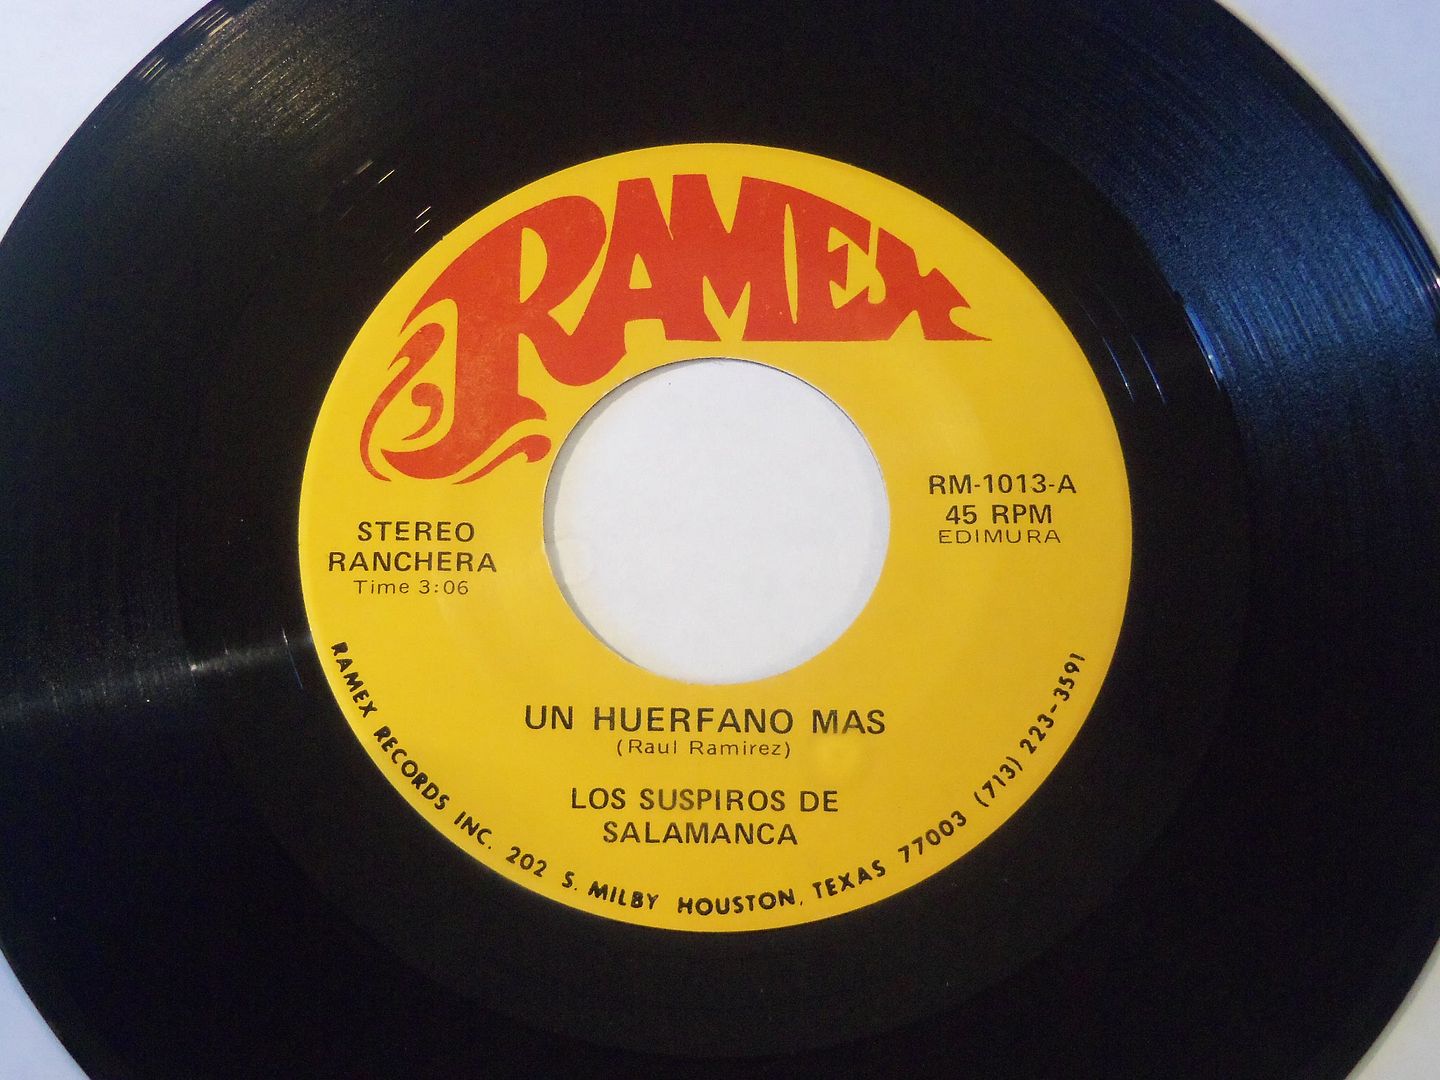 RAMEX
STEREO
RANCHERA
Time 3:06
RM-1013-A
45 RPM
EDIMURA
UN HUERFANO MAS
(Raul Ramirez)
LOS SUSPIROS DE
SALAMANCA
RAMEX RECORDS INC. 202 S. MILBY HOUSTON, TEXAS 77003 (713) 223-3591